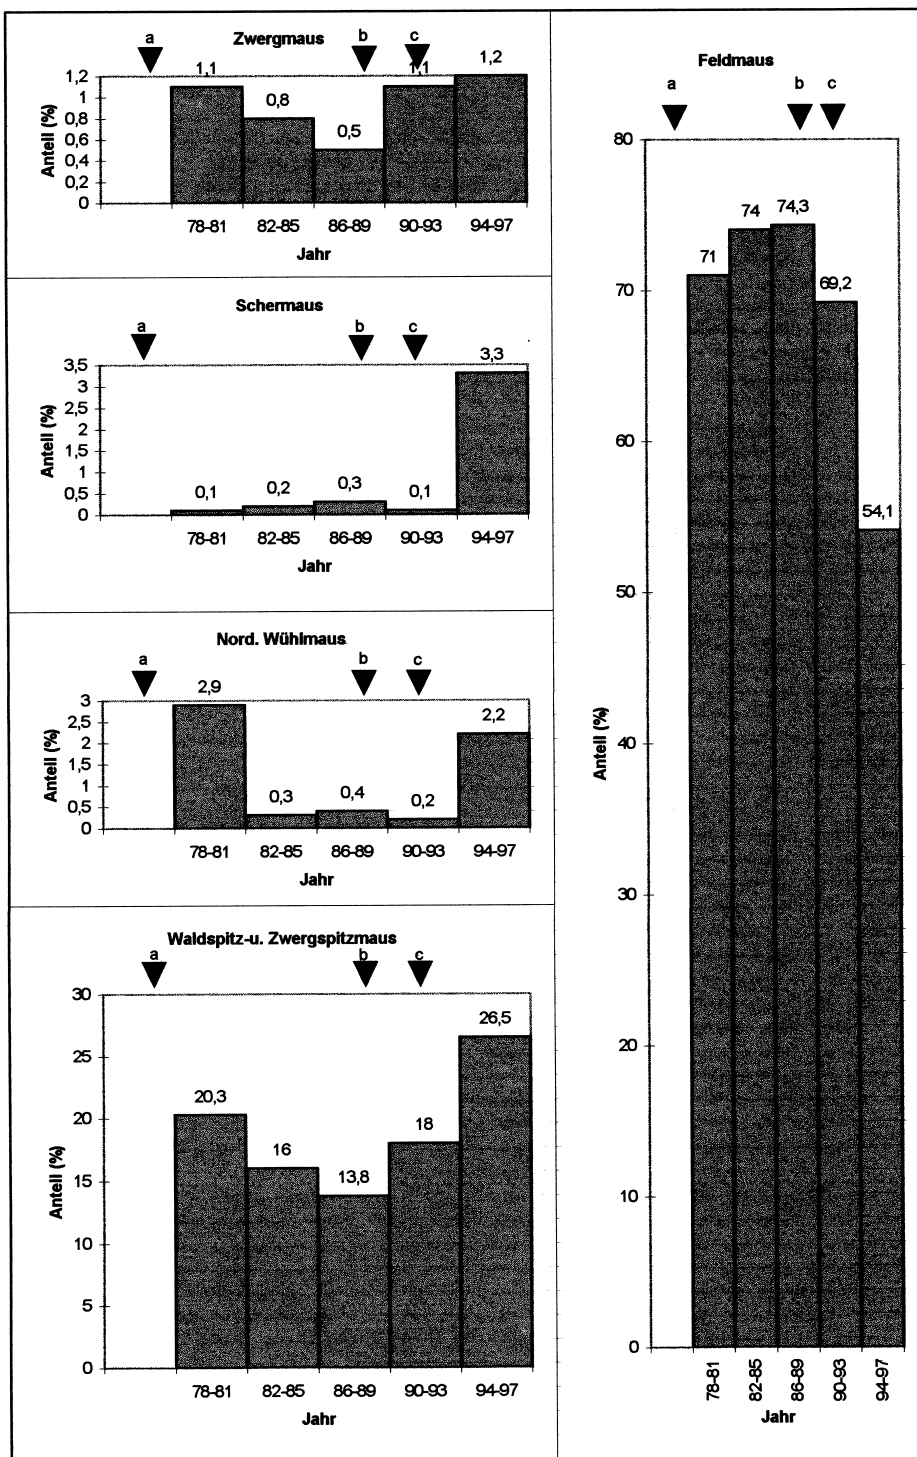 Zwergmaus
a b c
1,1 0,8 0,5 1,1 1,2
Anteil (%)
1,2
1
0,8
0,6
0,4
0,2
0
78-81 82-85 86-89 90-93 94-97
Jahr
Schermaus
a b c
0,1 0,2 0,3 0,1 3,3
Anteil (%)
3,5
3
2,5
2
1,5
1
0,5
0
78-81 82-85 86-89 90-93 94-97
Jahr
Nord. Wühlmaus
a b c
2,9 0,3 0,4 0,2 2,2
Anteil (%)
3
2,5
2
1,5
1
0,5
0
78-81 82-85 86-89 90-93 94-97
Jahr
Waldspitz-u. Zwergspitzmaus
a b c
20,3 16 13,8 18 26,5
Anteil (%)
30
25
20
15
10
5
0
78-81 82-85 86-89 90-93 94-97
Jahr
Feldmaus
a b c
71 74 74,3 69,2 54,1
Anteil (%)
80
70
60
50
40
30
20
10
0
78-81 82-85 86-89 90-93 94-97
Jahr